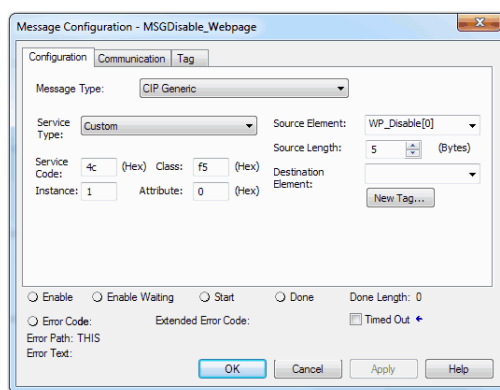 Message Configuration - MSGDisable_Webpage
Configuration Communication Tag
Message Type: CIP Generic
Service Type: Custom
Source Element: WP_Disable[0]
Source Length: 5 (Bytes)
Service Code: 4c (Hex) Class: f5 (Hex)
Destination Element:
Instance: 1 Attribute: 0 (Hex)
New Tag...
Enable Enable Waiting Start Done Done Length: 0
Error Code: Extended Error Code: Timed Out
Error Path: THIS
Error Text:
OK Cancel Apply Help